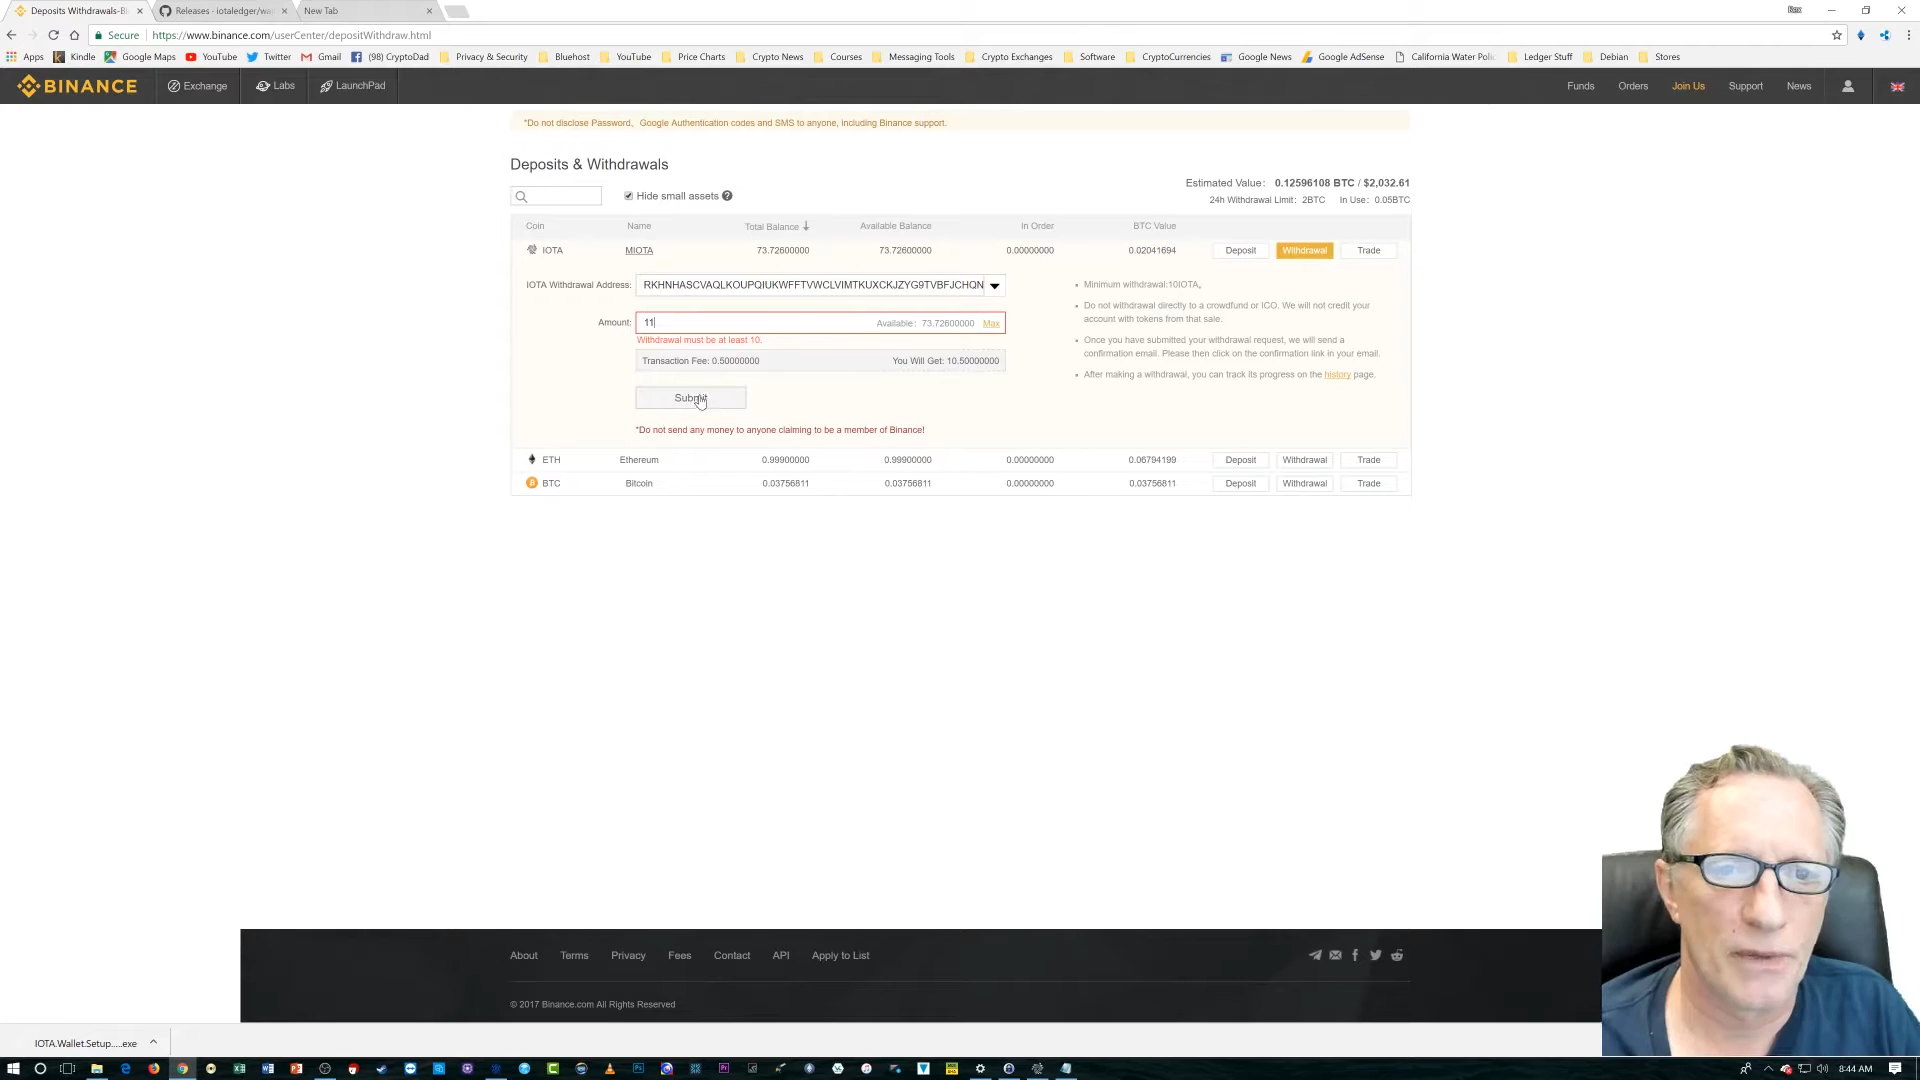 Deposits Withdrawals-Bi
Releases · iotaledger/wa
New Tab
Secure https://www.binance.com/userCenter/depositWithdraw.html
Apps Kindle Google Maps YouTube Twitter Gmail (98) CryptoDad Privacy & Security Bluehost YouTube Price Charts Crypto News Courses Messaging Tools Crypto Exchanges Software CryptoCurrencies Google News Google AdSense California Water Polic Ledger Stuff Debian Stores
BINANCE Exchange Labs LaunchPad Funds Orders Join Us Support News
*Do not disclose Password、Google Authentication codes and SMS to anyone, including Binance support.
Deposits & Withdrawals
Estimated Value: 0.12596108 BTC / $2,032.61
Hide small assets ?
24h Withdrawal Limit: 2BTC In Use: 0.05BTC
Coin Name Total Balance Available Balance In Order BTC Value
IOTA MIOTA 73.72600000 73.72600000 0.00000000 0.02041694 Deposit Withdrawal Trade
IOTA Withdrawal Address: RKHNHASCVAQLKOUPQIUKWFFTVWCLVIMTKUXCKJZYG9TVBFJCHQN
Amount: 11 Available: 73.72600000 Max
Withdrawal must be at least 10.
Transaction Fee: 0.50000000 You Will Get: 10.50000000
Submit
*Do not send any money to anyone claiming to be a member of Binance!
Minimum withdrawal:10IOTA。
Do not withdrawal directly to a crowdfund or ICO. We will not credit your
account with tokens from that sale.
Once you have submitted your withdrawal request, we will send a
confirmation email. Please then click on the confirmation link in your email.
After making a withdrawal, you can track its progress on the history page.
ETH Ethereum 0.99900000 0.99900000 0.00000000 0.06794199 Deposit Withdrawal Trade
BTC Bitcoin 0.03756811 0.03756811 0.00000000 0.03756811 Deposit Withdrawal Trade
About Terms Privacy Fees Contact API Apply to List
© 2017 Binance.com All Rights Reserved
IOTA.Wallet.Setup.....exe
8:44 AM